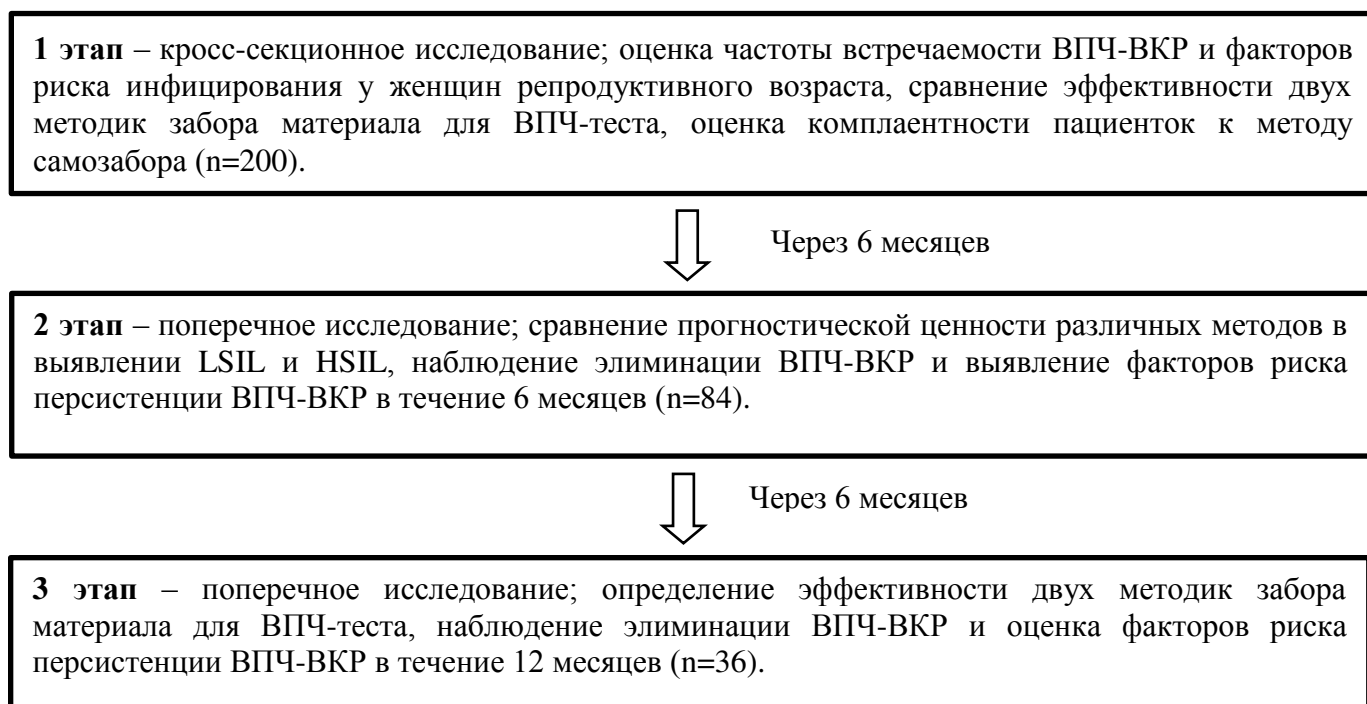 1 этап – кросс-секционное исследование; оценка частоты встречаемости ВПЧ-ВКР и факторов
риска инфицирования у женщин репродуктивного возраста, сравнение эффективности двух
методик забора материала для ВПЧ-теста, оценка комплаентности пациенток к методу
самозабора (n=200).
Через 6 месяцев
2 этап – поперечное исследование; сравнение прогностической ценности различных методов в
выявлении LSIL и HSIL, наблюдение элиминации ВПЧ-ВКР и выявление факторов риска
персистенции ВПЧ-ВКР в течение 6 месяцев (n=84).
Через 6 месяцев
3 этап – поперечное исследование; определение эффективности двух методик забора
материала для ВПЧ-теста, наблюдение элиминации ВПЧ-ВКР и оценка факторов риска
персистенции ВПЧ-ВКР в течение 12 месяцев (n=36).